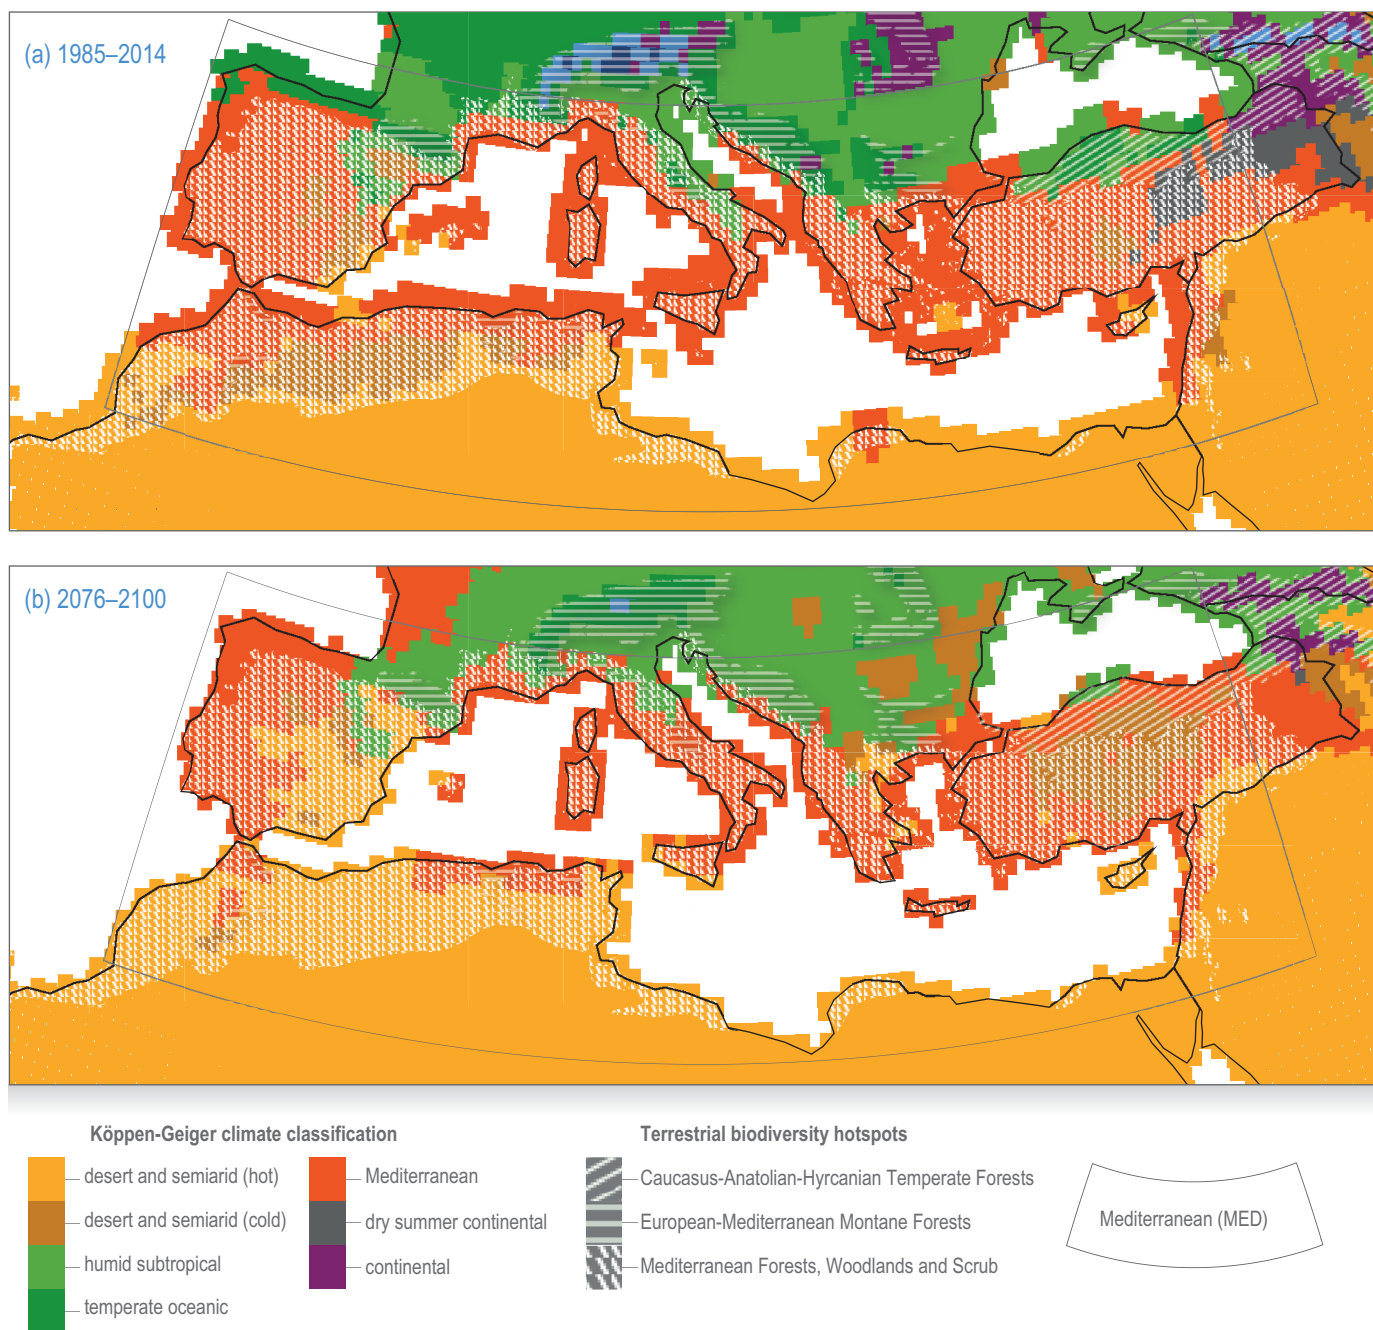 (a) 1985–2014
(b) 2076–2100
Köppen-Geiger climate classification
desert and semiarid (hot)
desert and semiarid (cold)
humid subtropical
temperate oceanic
Mediterranean
dry summer continental
continental
Terrestrial biodiversity hotspots
Caucasus-Anatolian-Hyrcanian Temperate Forests
European-Mediterranean Montane Forests
Mediterranean Forests, Woodlands and Scrub
Mediterranean (MED)